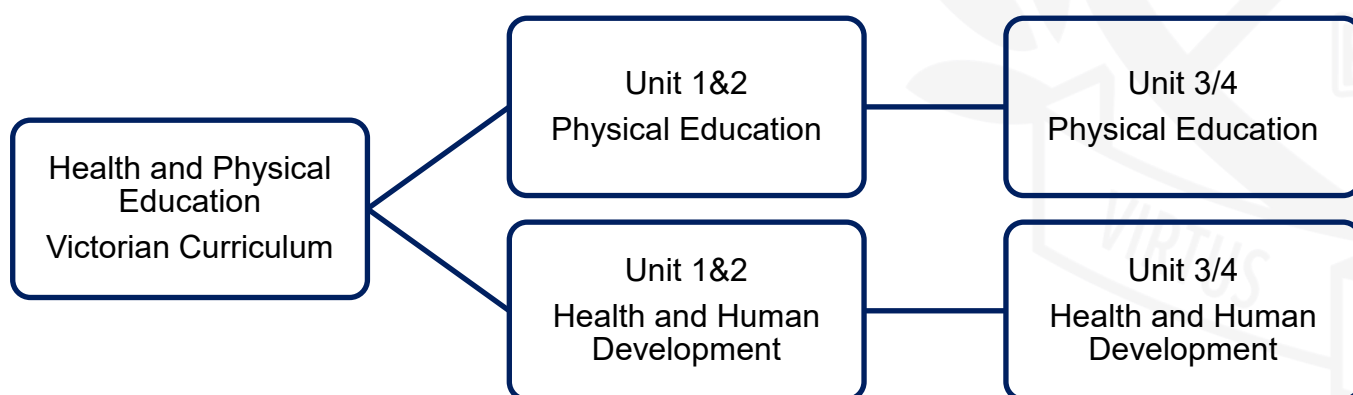 Health and Physical
Education
Victorian Curriculum
Unit 1&2
Physical Education
Unit 3/4
Physical Education
Unit 1&2
Health and Human
Development
Unit 3/4
Health and Human
Development
VIRTUS